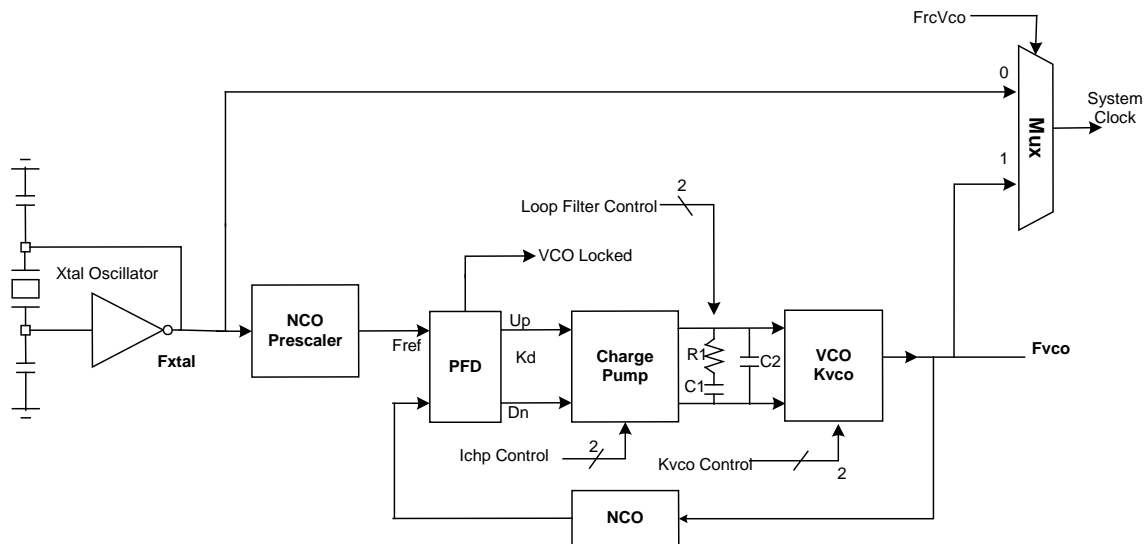 FrcVco
0
System
Clock
Mux
1
2
Loop Filter Control
VCO Locked
Xtal Oscillator
NCO
Prescaler
Fxtal
Fref
Up
Kd
Dn
PFD
Charge
Pump
R1
C1
C2
VCO
Kvco
Fvco
Ichp Control
2
Kvco Control
2
NCO